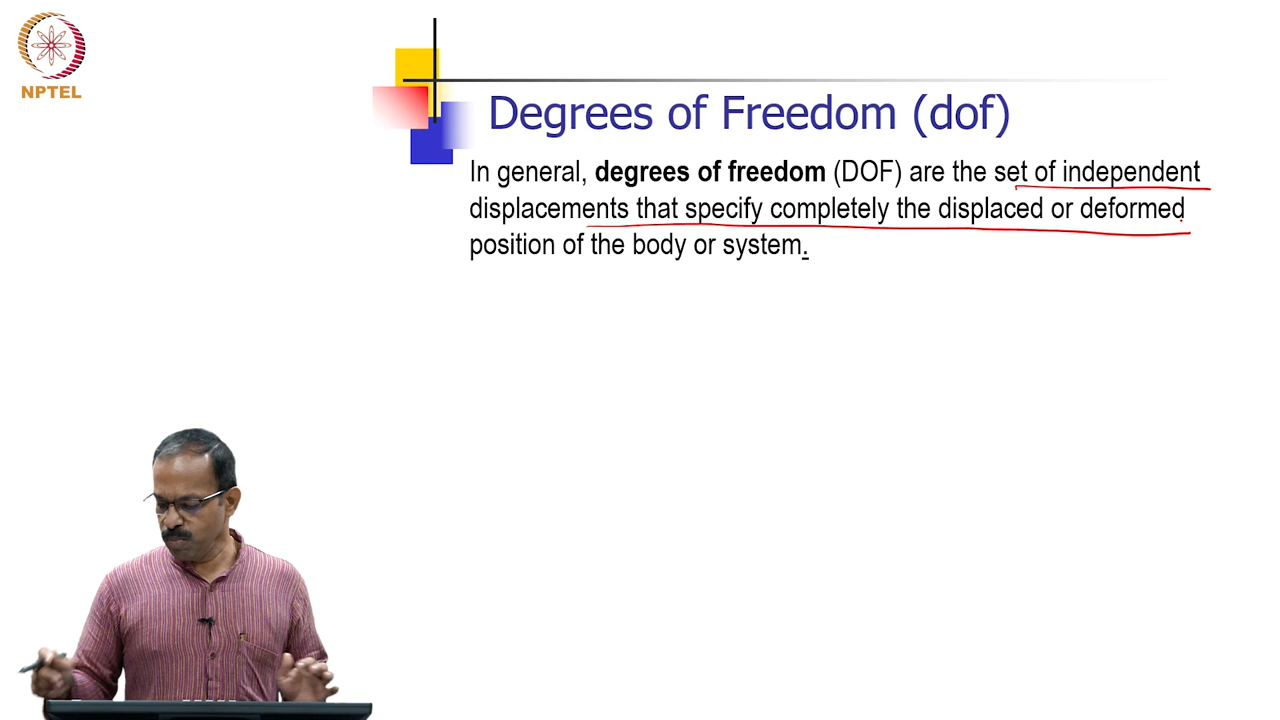 NPTEL
Degrees of Freedom (dof)
In general, degrees of freedom (DOF) are the set of independent
displacements that specify completely the displaced or deformed
position of the body or system.